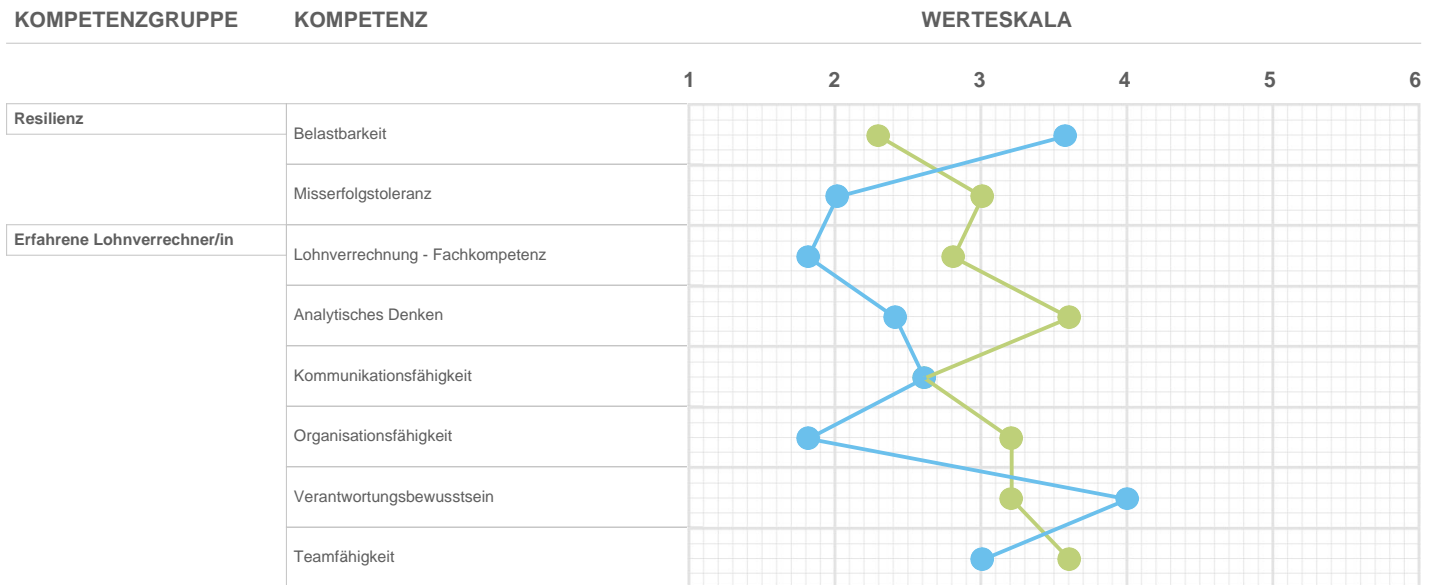 KOMPETENZGRUPPE KOMPETENZ WERTESKALA
1 2 3 4 5 6
Resilienz
Belastbarkeit
Misserfolgstoleranz
Erfahrene Lohnverrechner/in
Lohnverrechnung - Fachkompetenz
Analytisches Denken
Kommunikationsfähigkeit
Organisationsfähigkeit
Verantwortungsbewusstsein
Teamfähigkeit